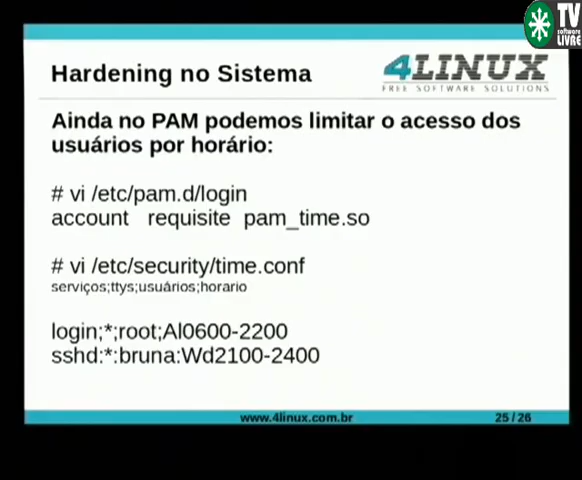 TV
software
LIVRE
Hardening no Sistema
4LINUX
FREE SOFTWARE SOLUTIONS
Ainda no PAM podemos limitar o acesso dos
usuários por horário:
# vi /etc/pam.d/login
account requisite pam_time.so
# vi /etc/security/time.conf
serviços;ttys;usuários;horario
login;*;root;Al0600-2200
sshd:*:bruna:Wd2100-2400
www.4linux.com.br
25 / 26